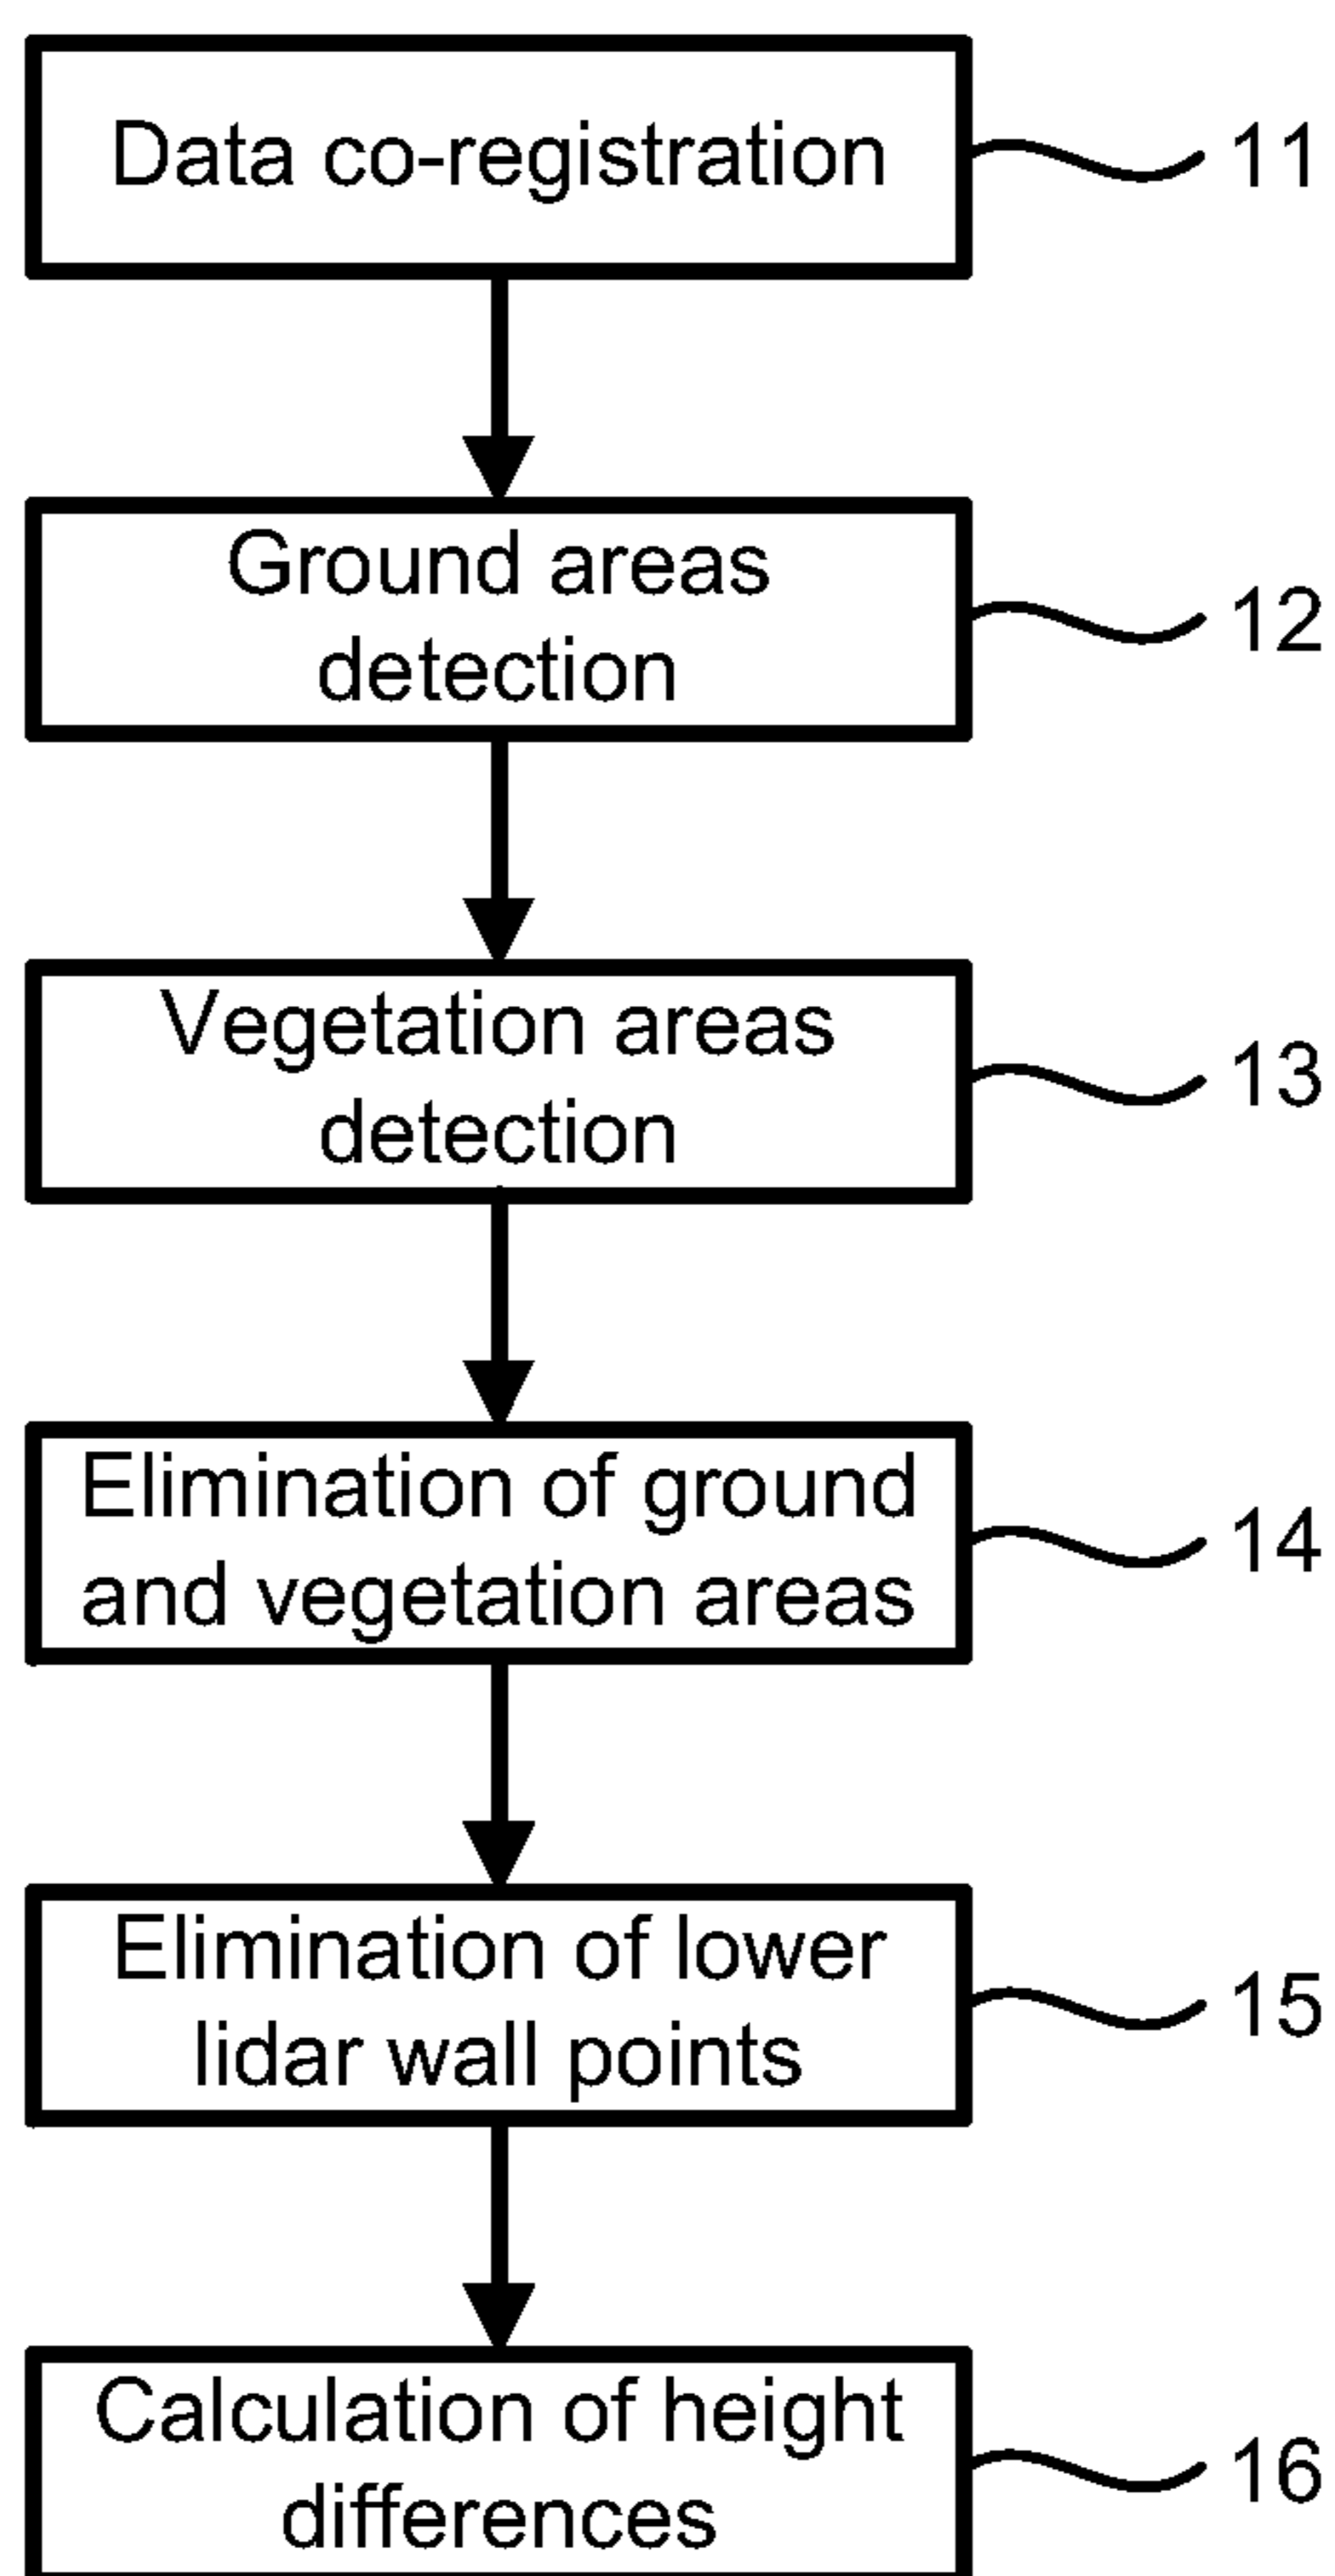 Data co-registration
11
Ground areas
detection
12
Vegetation areas
detection
13
Elimination of ground
and vegetation areas
14
Elimination of lower
lidar wall points
15
Calculation of height
differences
16